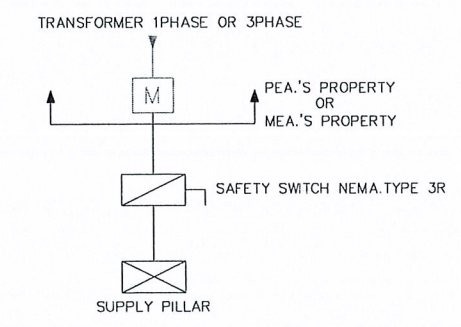 TRANSFORMER 1PHASE OR 3PHASE
M
PEA.'S PROPERTY
OR
MEA.'S PROPERTY
SAFETY SWITCH NEMA.TYPE 3R
SUPPLY PILLAR